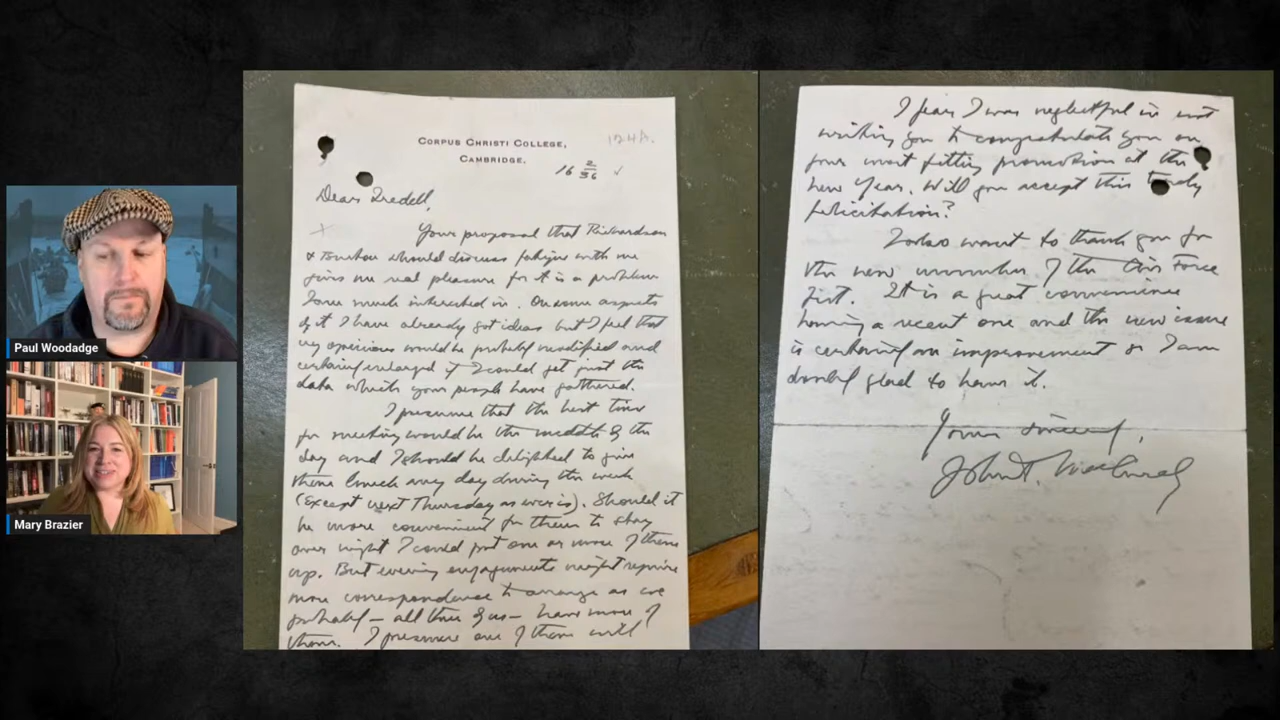 CORPUS CHRISTI COLLEGE,
CAMBRIDGE.
124A.
16 2/36
Dear Tredell,
Your proposal that Richardson
& should discuss fatigue with me
gives me real pleasure for it is a problem
I am much interested in. On some aspects
of it I have already got ideas but I feel that
my opinions would be probably modified and
certainly enlarged if I could get just the
data which your people have gathered.
I presume that the best time
for meeting would be the middle of the
day and I should be delighted to give
them lunch any day during the week
(except next Thursday as ever is). Should it
be more convenient for them to stay
over night I could put one or more of them
up. But evening engagements might require
more correspondence to arrange as we
probably — all three of us — have more of
them. I presume one of them will
I fear I was neglectful in not
writing you to congratulate you on
your most fitting promotion at the
New Year. Will you accept this tardy
felicitation?
I also want to thank you for
the new number of the Air Force
List. It is a great convenience
having a recent one and the new issue
is certainly an improvement so I am
doubly glad to have it.
Yours sincerely,
John T. MacCurdy
Paul Woodadge
Mary Brazier